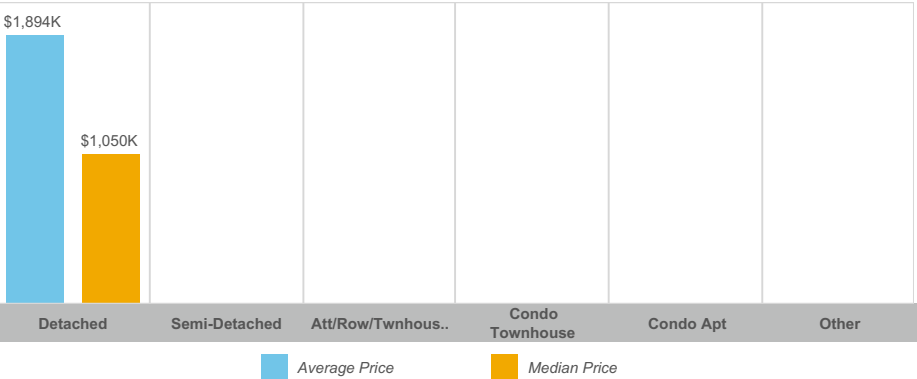 $1,894K
$1,050K
Detached
Semi-Detached
Att/Row/Twnhous..
Condo
Townhouse
Condo Apt
Other
Average Price
Median Price